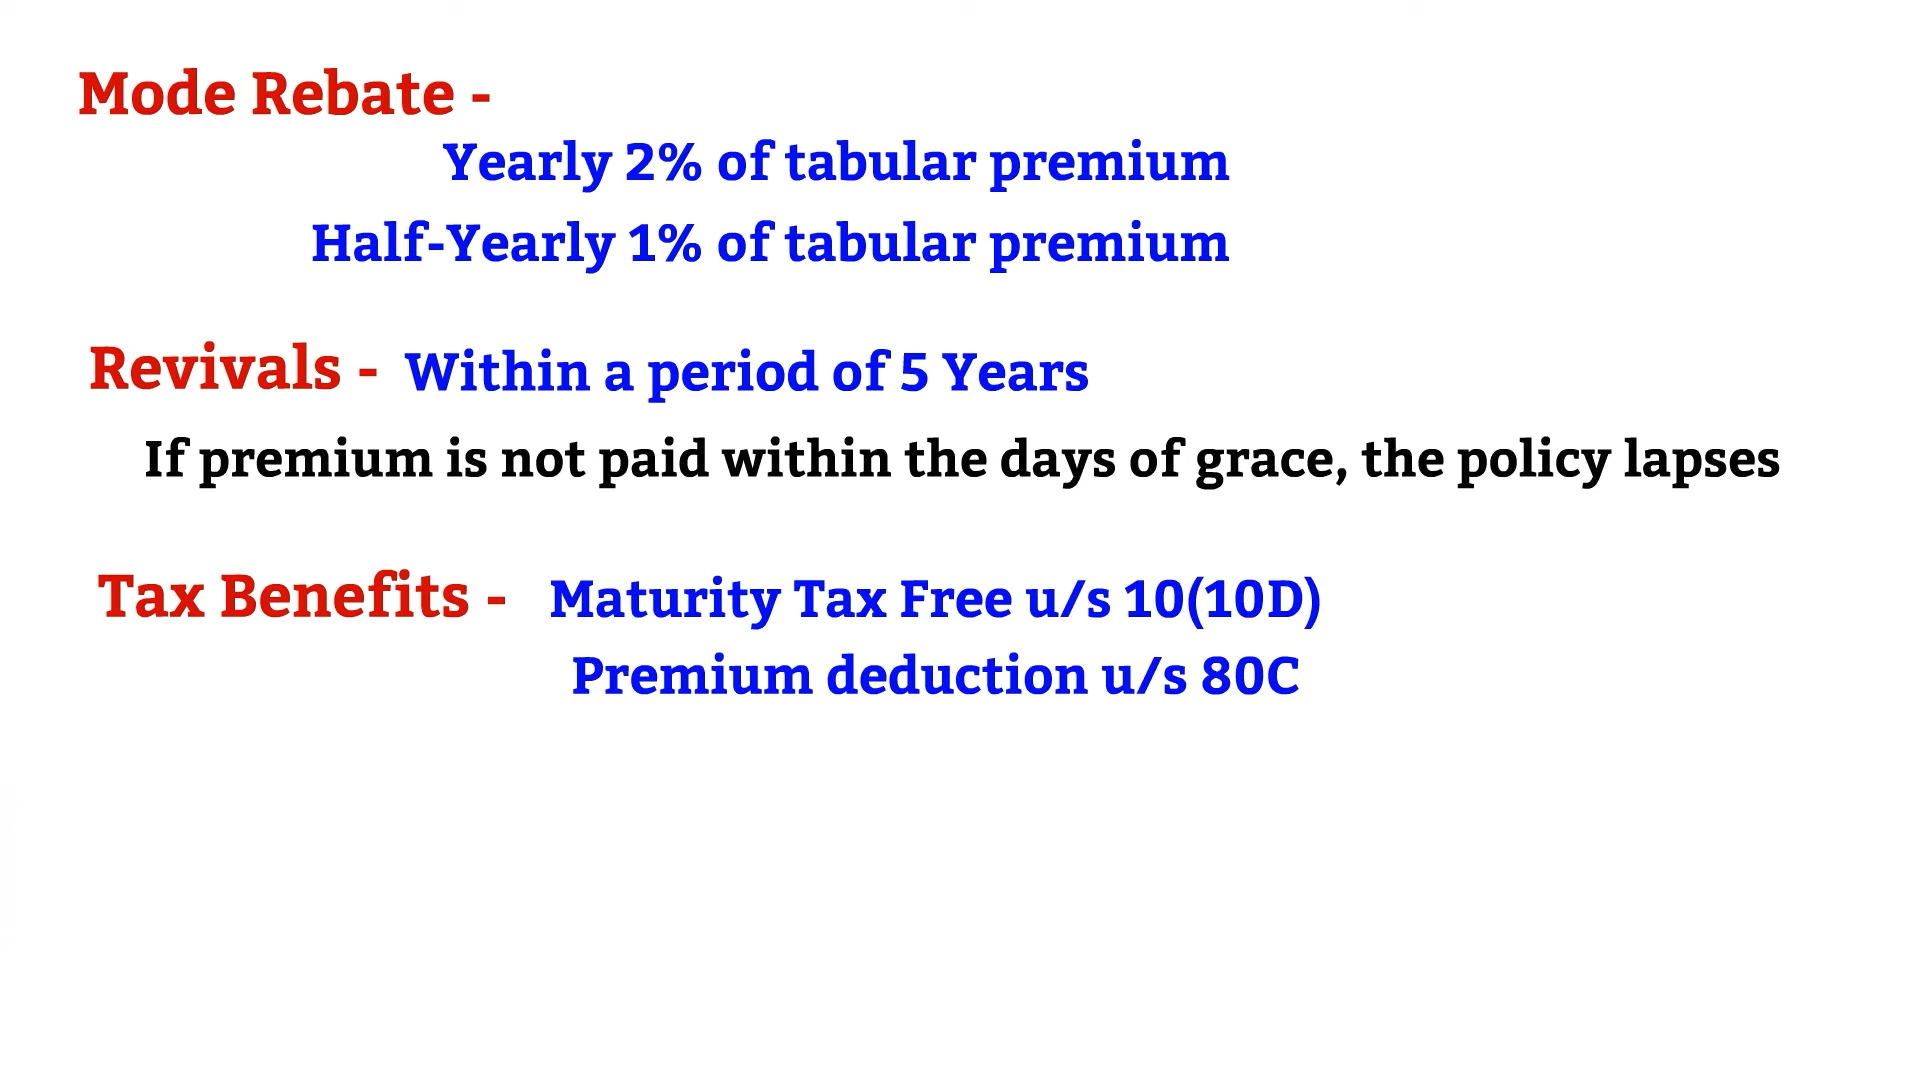 Mode Rebate -
Yearly 2% of tabular premium
Half-Yearly 1% of tabular premium
Revivals - Within a period of 5 Years
If premium is not paid within the days of grace, the policy lapses
Tax Benefits - Maturity Tax Free u/s 10(10D)
Premium deduction u/s 80C